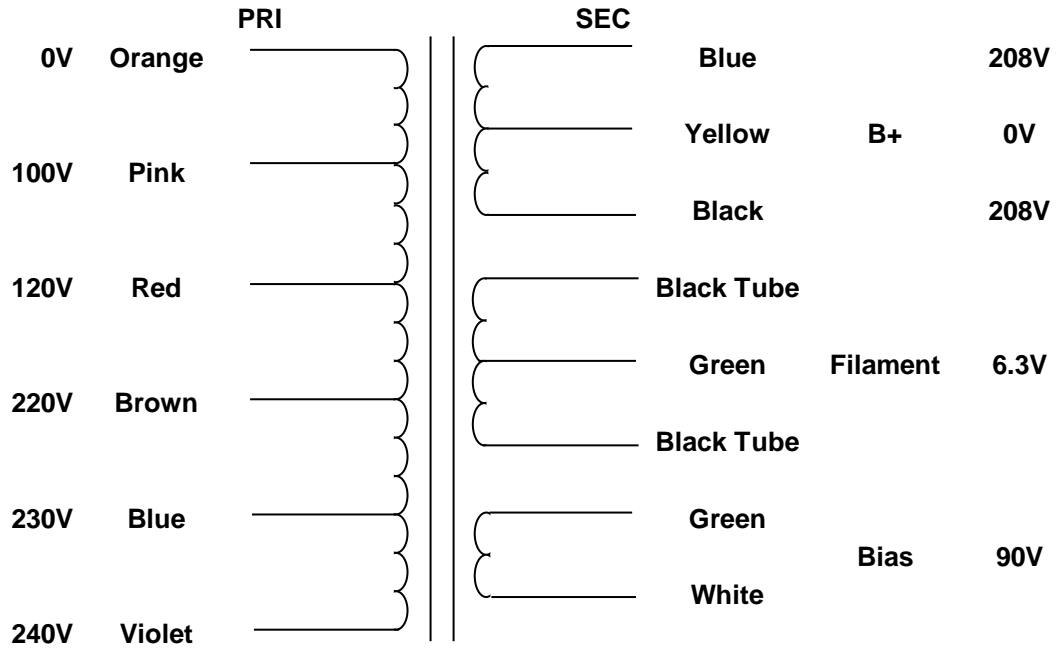 PRI SEC
0V Orange Blue 208V
Yellow B+ 0V
100V Pink
Black 208V
120V Red Black Tube
Green Filament 6.3V
220V Brown
Black Tube
230V Blue Green
Bias 90V
White
240V Violet